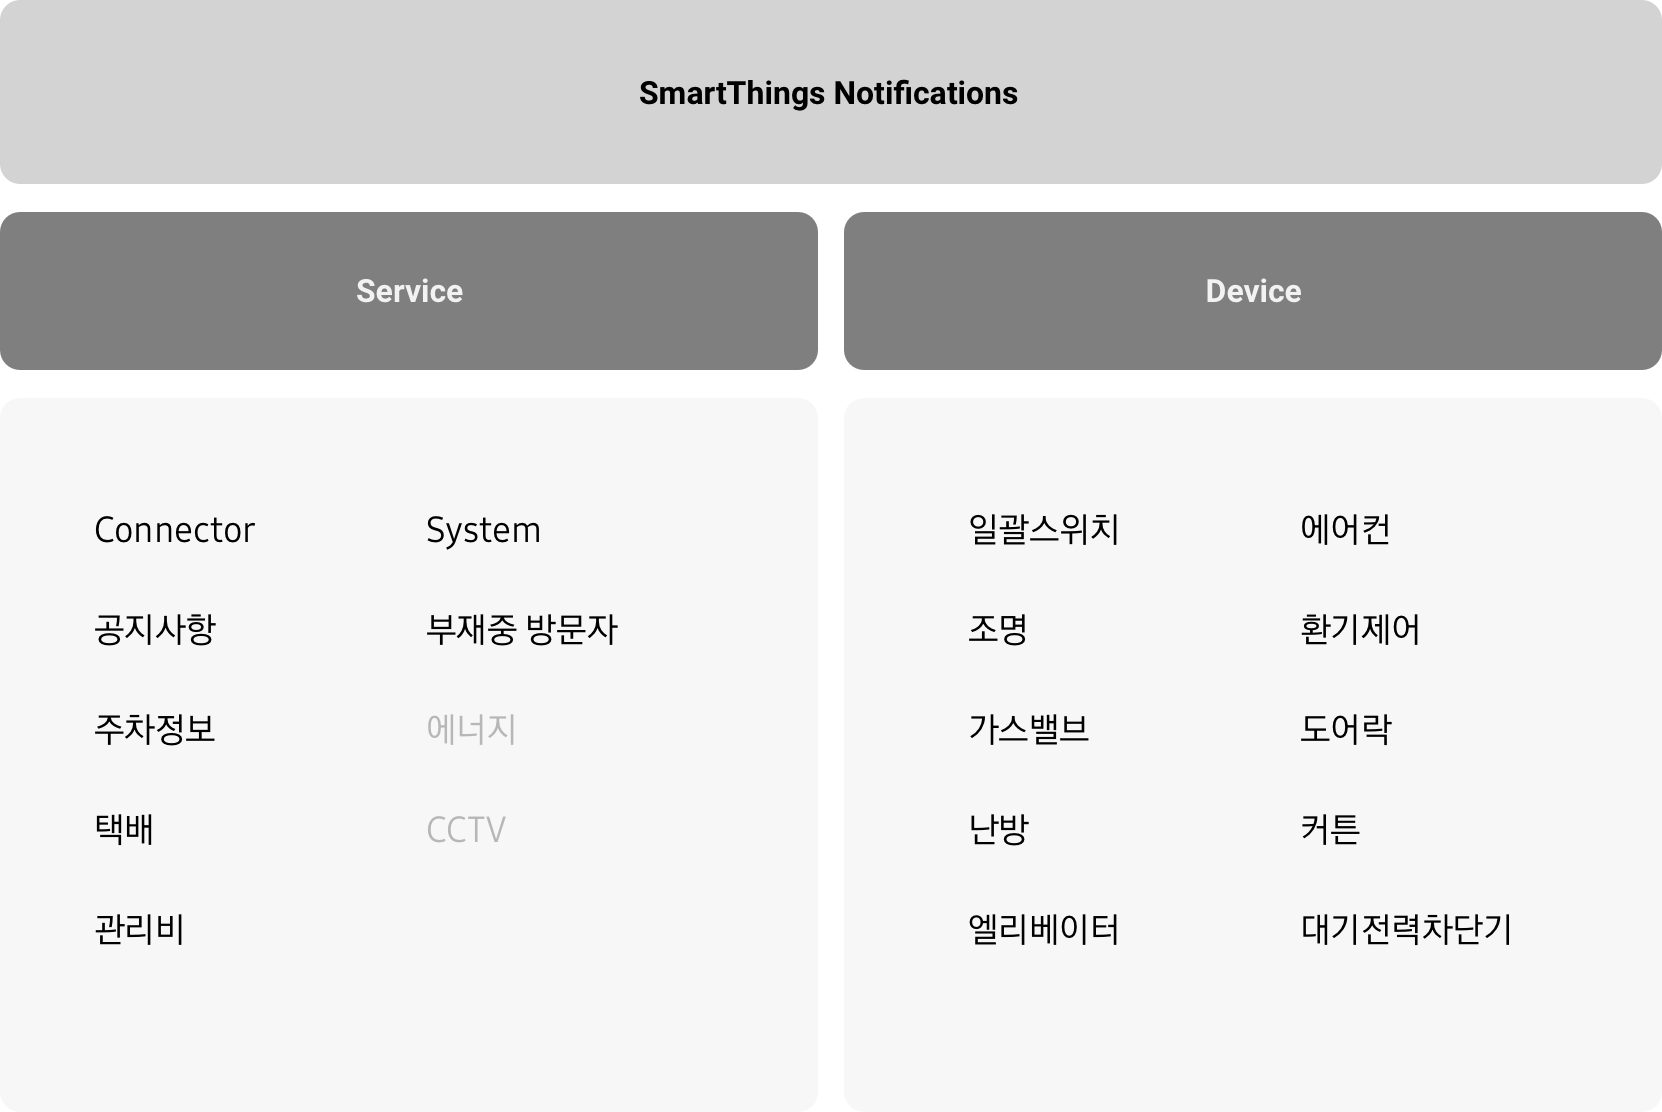 SmartThings Notifications
Service
Device
Connector
System
공지사항
부재중 방문자
주차정보
에너지
택배
CCTV
관리비
일괄스위치
에어컨
조명
환기제어
가스밸브
도어락
난방
커튼
엘리베이터
대기전력차단기